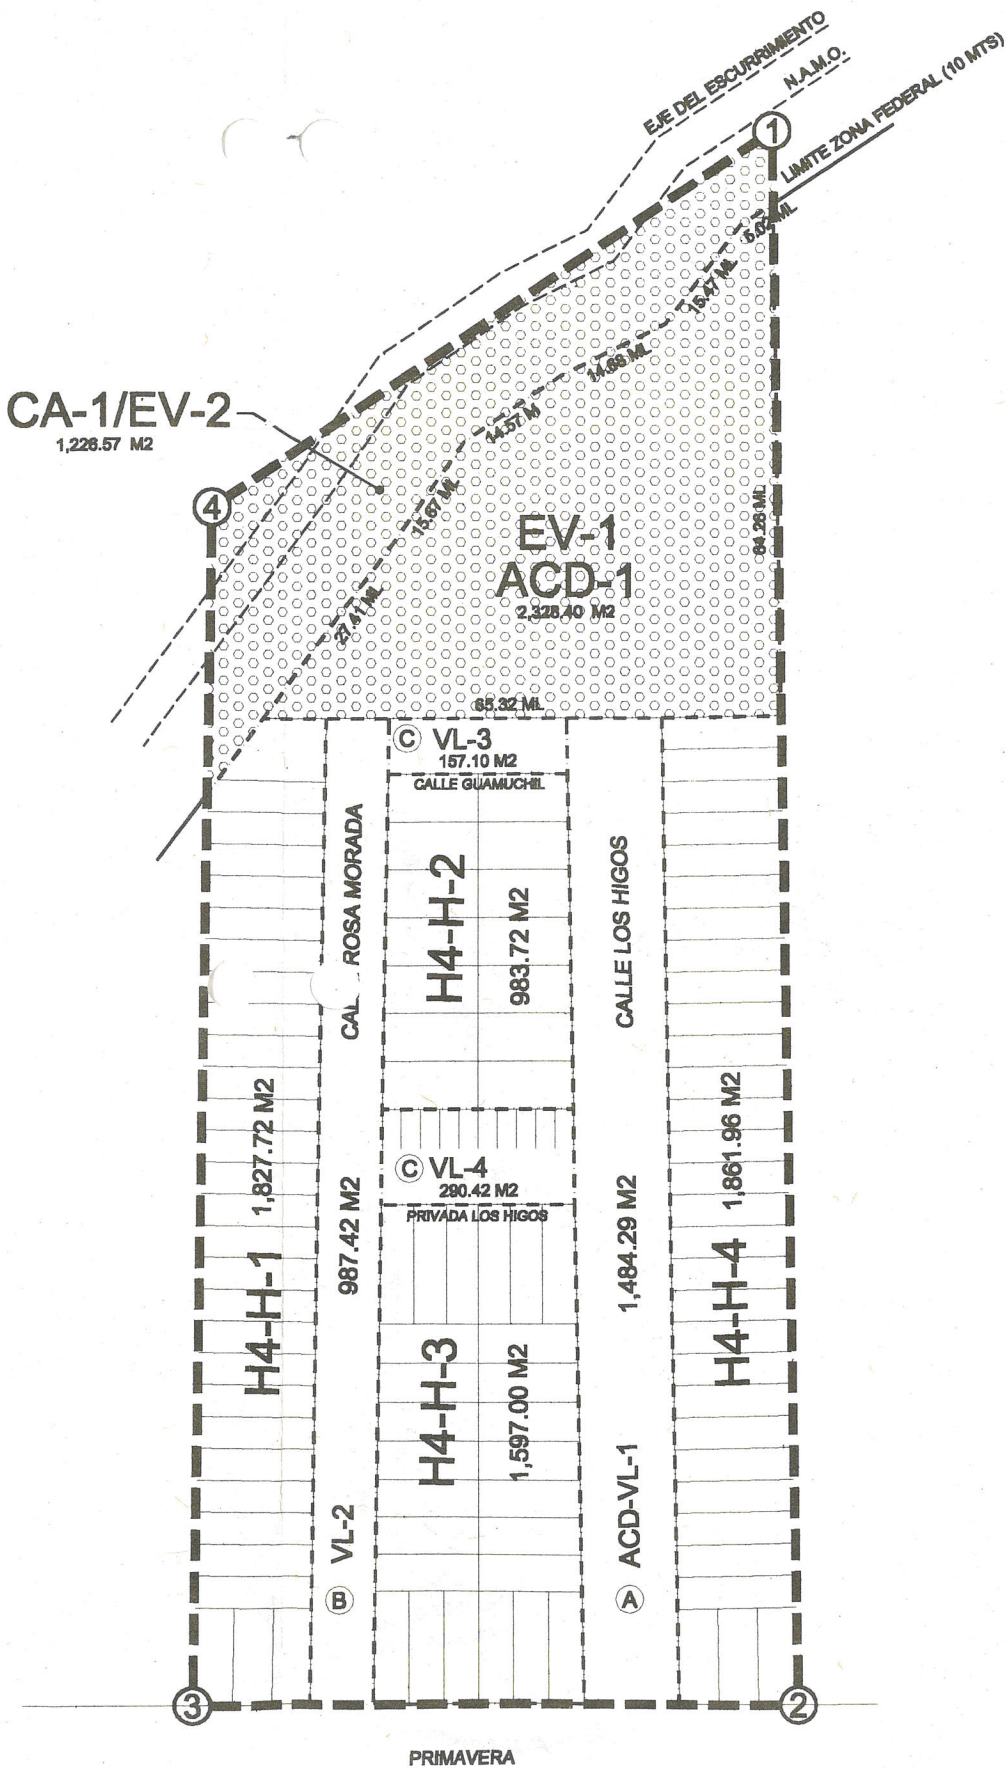 EJE DEL ESCURRIMIENTO
N.A.M.O.
LIMITE ZONA FEDERAL (10 MTS)
1
5.02 ML
15.47 ML
14.68 ML
14.57 M
15.67 ML
27.41 ML
CA-1/EV-2
1,226.57 M2
4
EV-1
ACD-1
2,328.40 M2
64.26 ML
65.32 ML
C VL-3
157.10 M2
CALLE GUAMUCHIL
ROSA MORADA
CALLE LOS HIGOS
H4-H-2
983.72 M2
C VL-4
290.42 M2
PRIVADA LOS HIGOS
H4-H-1
1,827.72 M2
987.42 M2
VL-2
B
H4-H-3
1,597.00 M2
1,484.29 M2
ACD-VL-1
A
H4-H-4
1,861.96 M2
3
2
PRIMAVERA